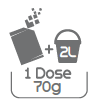 + 2L
1 Dose
70g